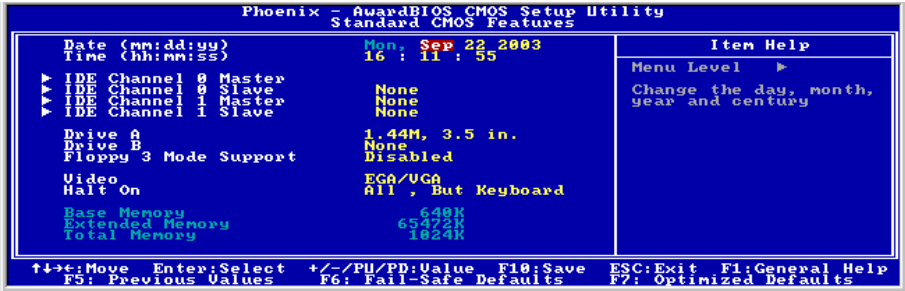 Phoenix - AwardBIOS CMOS Setup Utility
Standard CMOS Features
Date (mm:dd:yy) Mon, Sep 22 2003
Time (hh:mm:ss) 16 : 11 : 55
IDE Channel 0 Master
IDE Channel 0 Slave None
IDE Channel 1 Master None
IDE Channel 1 Slave None
Drive A 1.44M, 3.5 in.
Drive B None
Floppy 3 Mode Support Disabled
Video EGA/VGA
Halt On All , But Keyboard
Base Memory 640K
Extended Memory 65472K
Total Memory 1024K
Item Help
Menu Level ▶
Change the day, month,
year and century
↑↓→←:Move Enter:Select +/-/PU/PD:Value F10:Save ESC:Exit F1:General Help
F5: Previous Values F6: Fail-Safe Defaults F7: Optimized Defaults